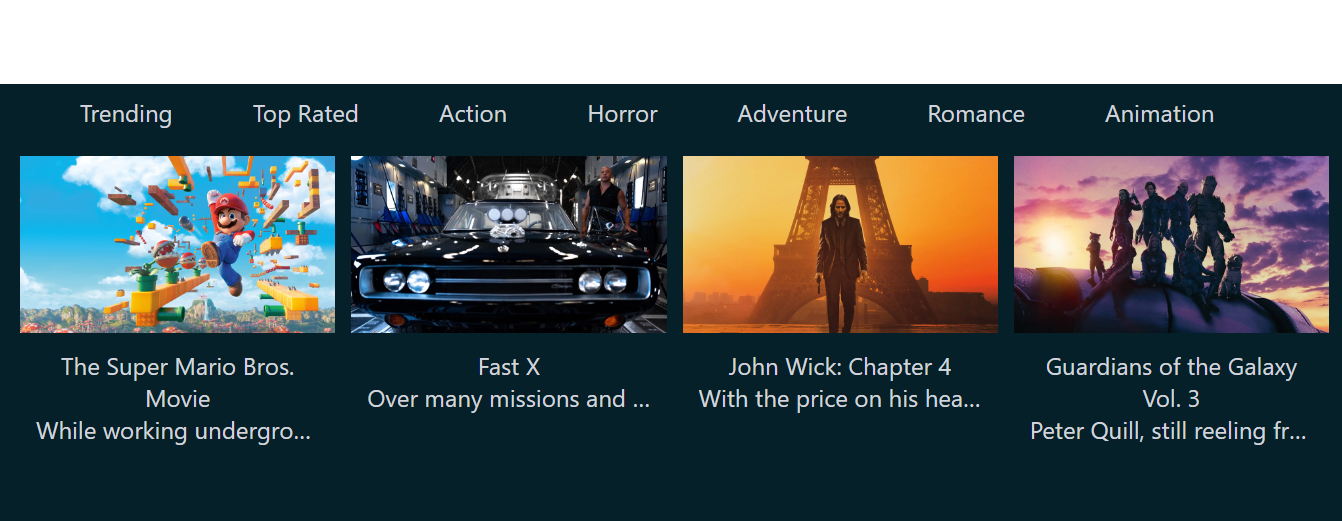 Trending Top Rated Action Horror Adventure Romance Animation
The Super Mario Bros.
Movie
While working undergro...
Fast X
Over many missions and ...
John Wick: Chapter 4
With the price on his hea...
Guardians of the Galaxy
Vol. 3
Peter Quill, still reeling fr...